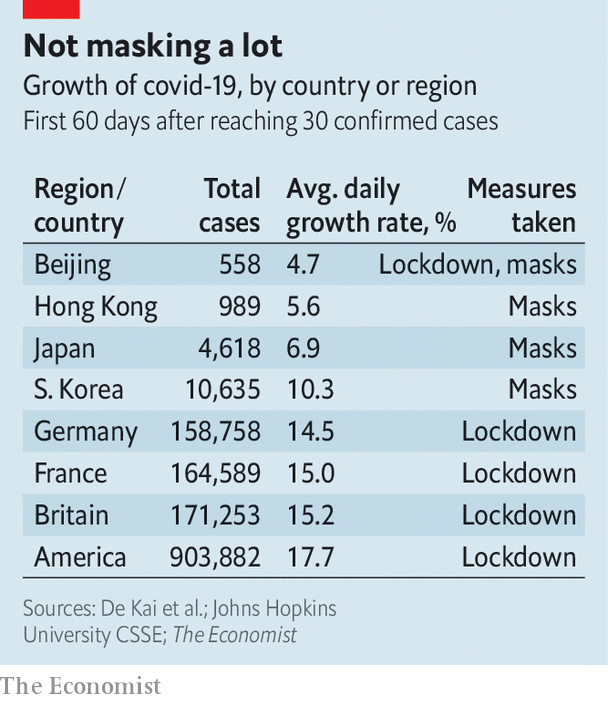 Not masking a lot
Growth of covid-19, by country or region
First 60 days after reaching 30 confirmed cases
Region/ Total Avg. daily Measures
country cases growth rate, % taken
Beijing 558 4.7 Lockdown, masks
Hong Kong 989 5.6 Masks
Japan 4,618 6.9 Masks
S. Korea 10,635 10.3 Masks
Germany 158,758 14.5 Lockdown
France 164,589 15.0 Lockdown
Britain 171,253 15.2 Lockdown
America 903,882 17.7 Lockdown
Sources: De Kai et al.; Johns Hopkins
University CSSE; The Economist
The Economist